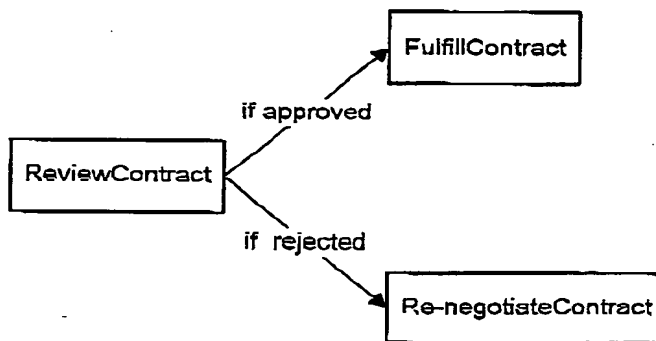 FulfillContract
if approved
ReviewContract
if rejected
Re-negotiateContract